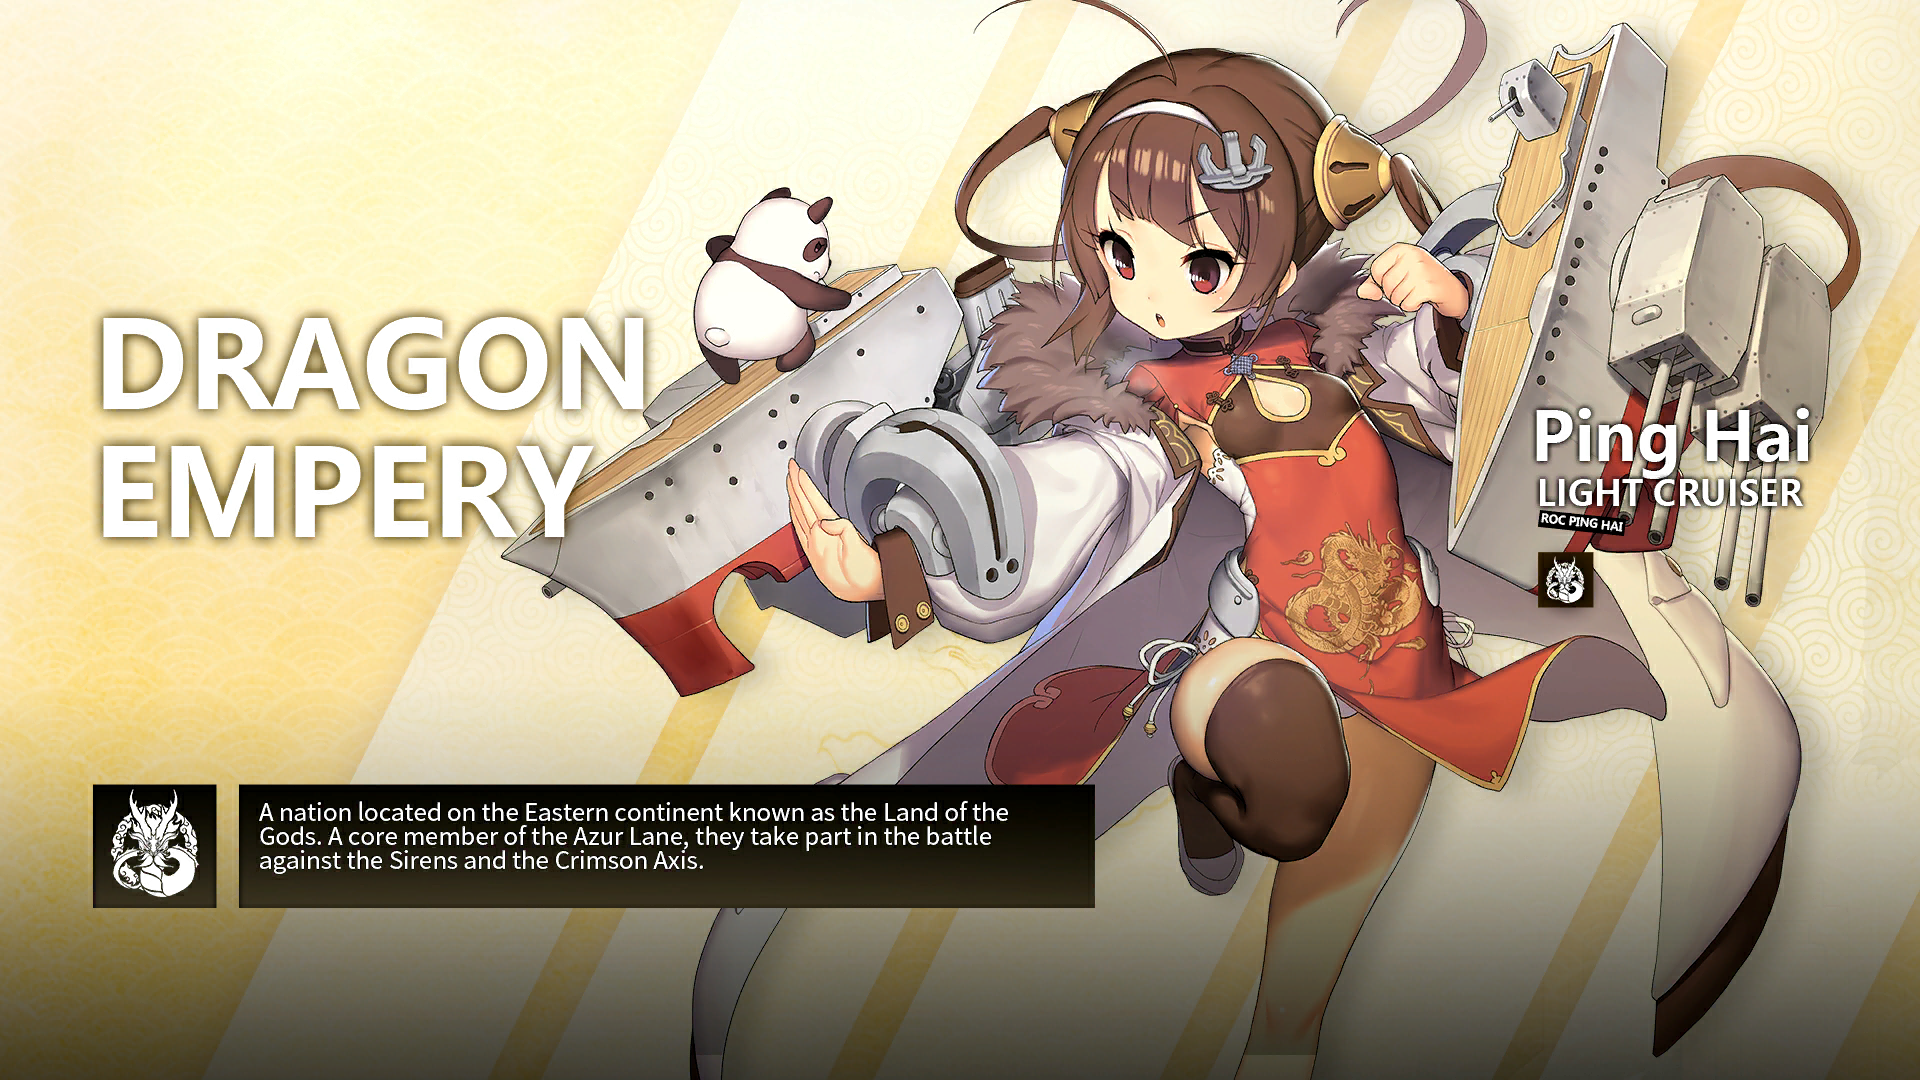 DRAGON
EMPERY
Ping Hai
LIGHT CRUISER
ROC PING HAI
A nation located on the Eastern continent known as the Land of the
Gods. A core member of the Azur Lane, they take part in the battle
against the Sirens and the Crimson Axis.